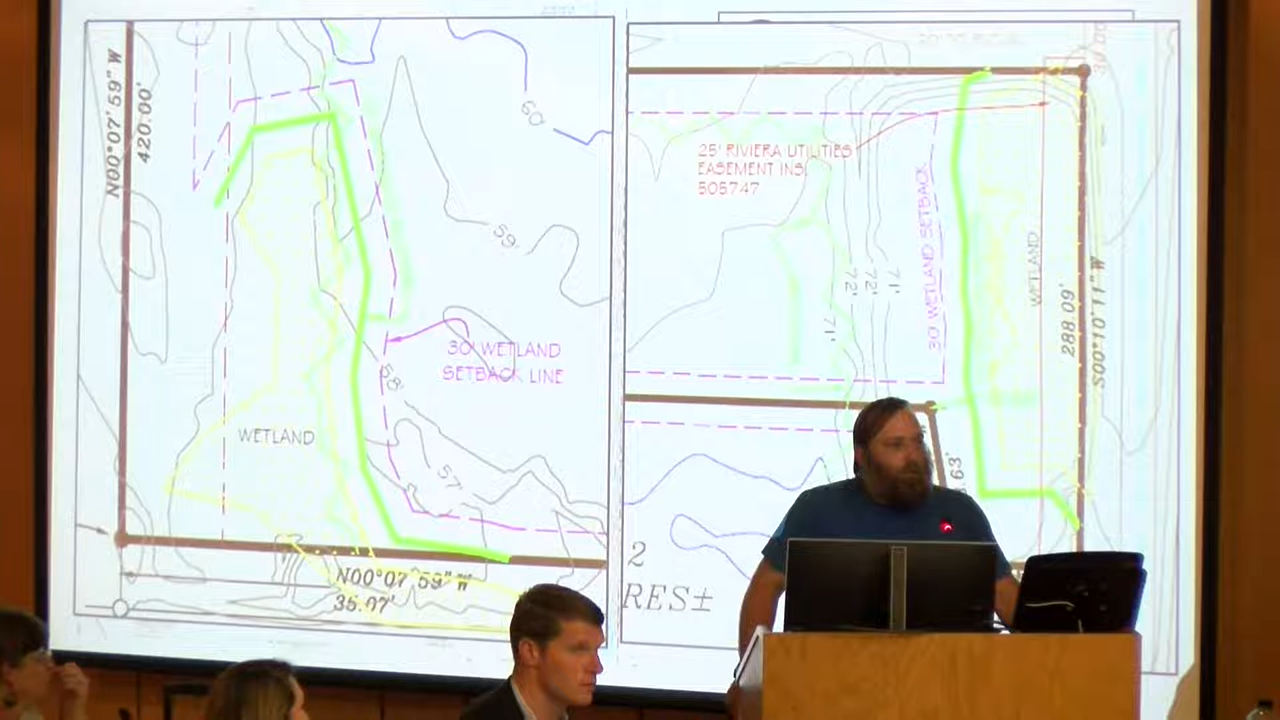 N00°07'59" W
420.00'
60'
59'
30' WETLAND
SETBACK LINE
58'
WETLAND
57'
N00°07'59" W
35.07'
25' RIVIERA UTILITIES
EASEMENT INS.
505747
30' WETLAND SETBACK
WETLAND
72'
72'
71'
71'
288.09'
S00°10'11" W
.63'
2
RES±